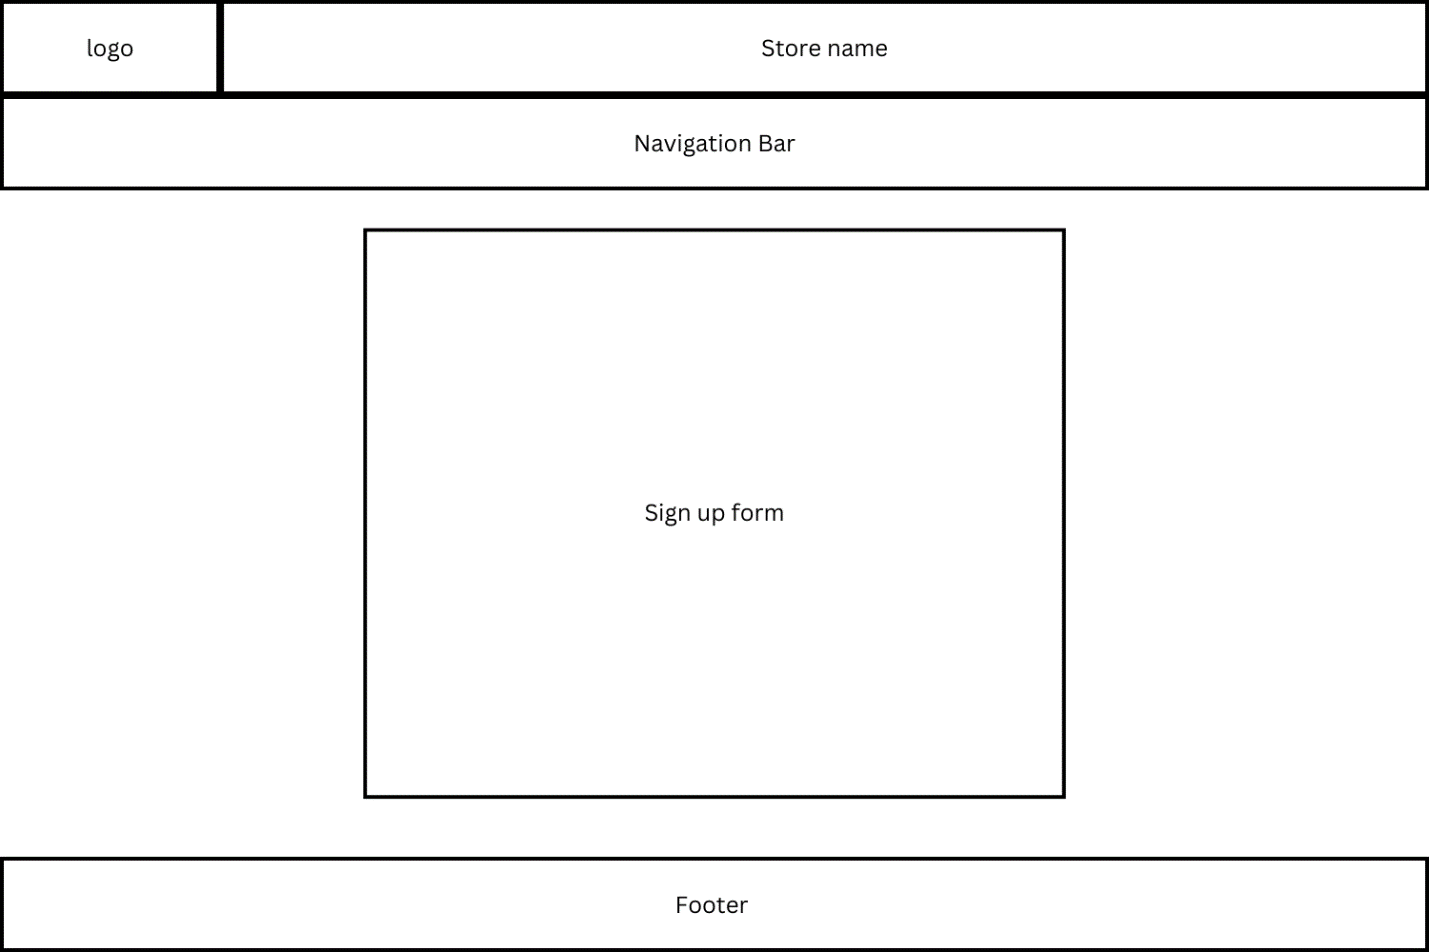 logo
Store name
Navigation Bar
Sign up form
Footer